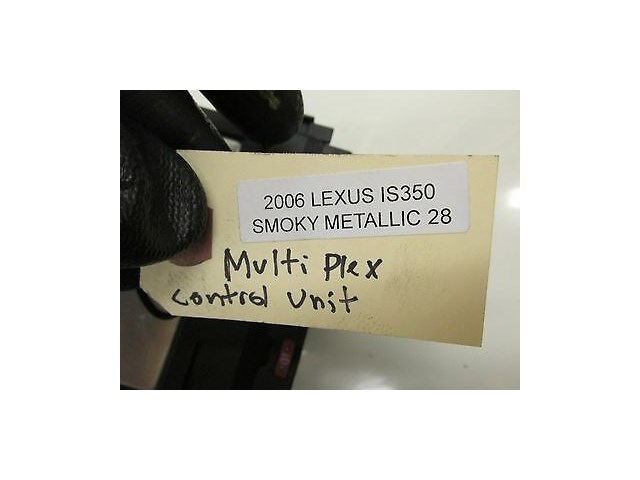 2006 LEXUS IS350
SMOKY METALLIC 28
Multi Plex
control unit